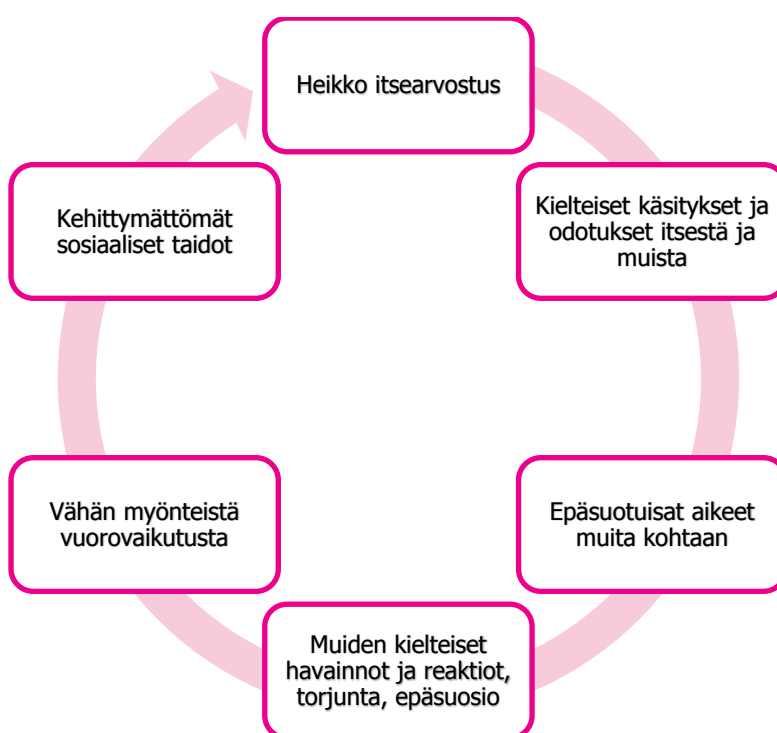 Heikko itsearvostus
Kielteiset käsitykset ja
odotukset itsestä ja
muista
Epäsuotuisat aikeet
muita kohtaan
Muiden kielteiset
havainnot ja reaktiot,
torjunta, epäsuosio
Vähän myönteistä
vuorovaikutusta
Kehittymättömät
sosiaaliset taidot